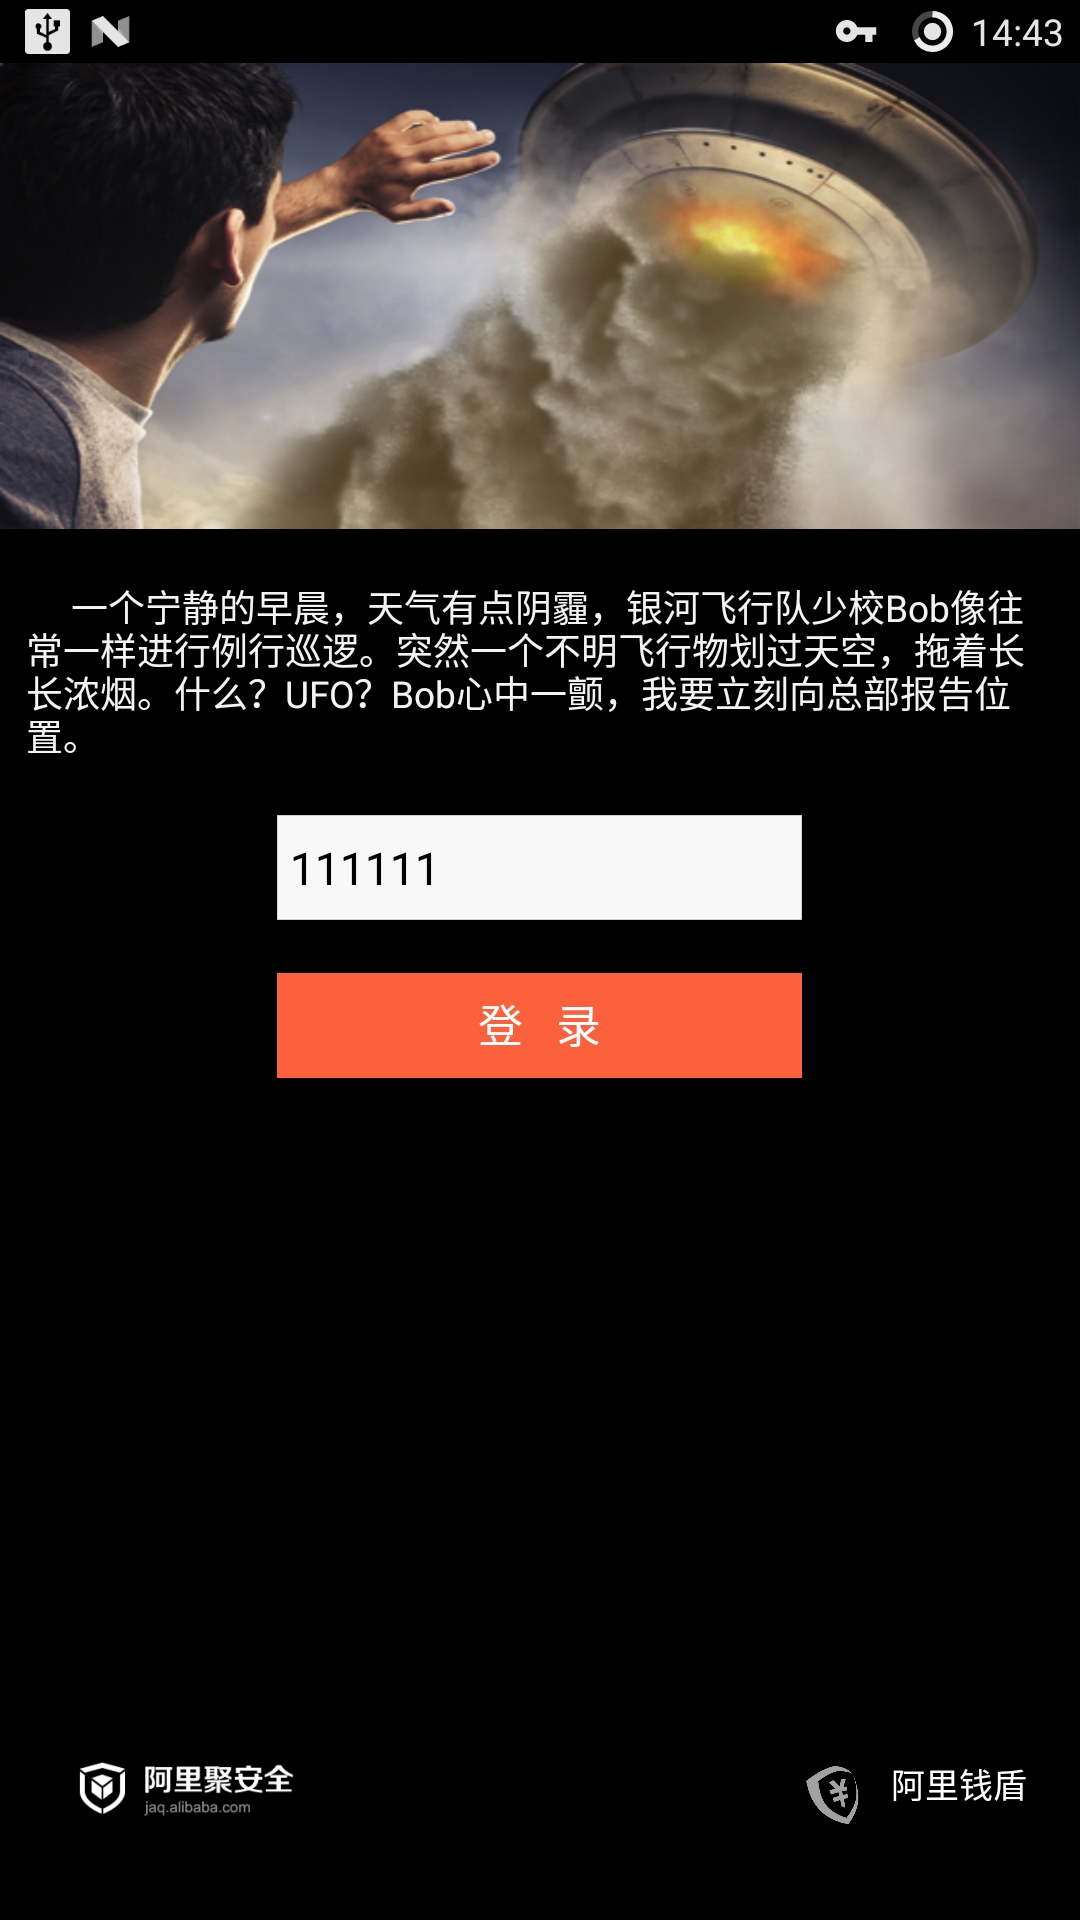 14:43
一个宁静的早晨，天气有点阴霾，银河飞行队少校Bob像往
常一样进行例行巡逻。突然一个不明飞行物划过天空，拖着长
长浓烟。什么？UFO？Bob心中一颤，我要立刻向总部报告位
置。
111111
登 录
阿里聚安全
jaq.alibaba.com
阿里钱盾